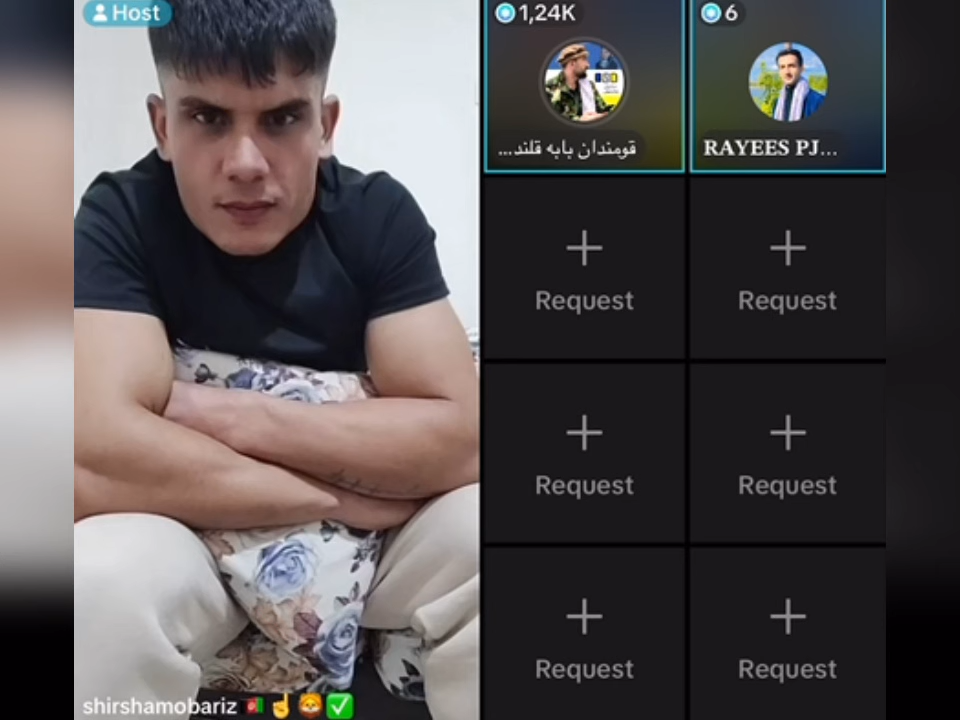 Host
1,24K
6
قومندان بابه قلند...
RAYEES PJ...
Request
Request
Request
Request
Request
Request
shirshamobariz 🇦🇫☝️🦁✅